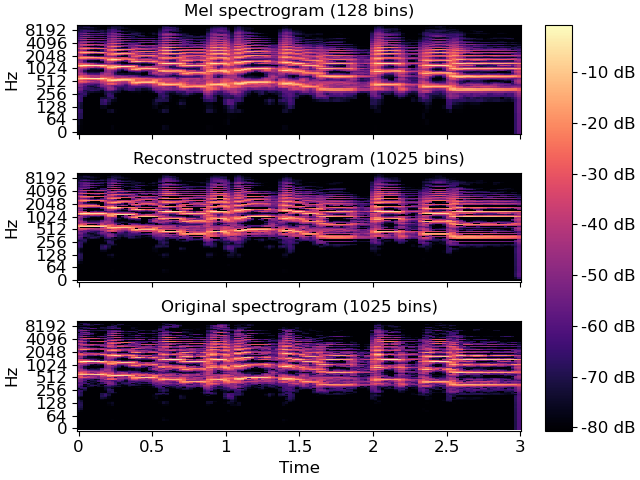 Mel spectrogram (128 bins)
8192
4096
2048
1024
512
256
128
64
0
Hz
Reconstructed spectrogram (1025 bins)
8192
4096
2048
1024
512
256
128
64
0
Hz
Original spectrogram (1025 bins)
8192
4096
2048
1024
512
256
128
64
0
Hz
0 0.5 1 1.5 2 2.5 3
Time
-10 dB
-20 dB
-30 dB
-40 dB
-50 dB
-60 dB
-70 dB
-80 dB